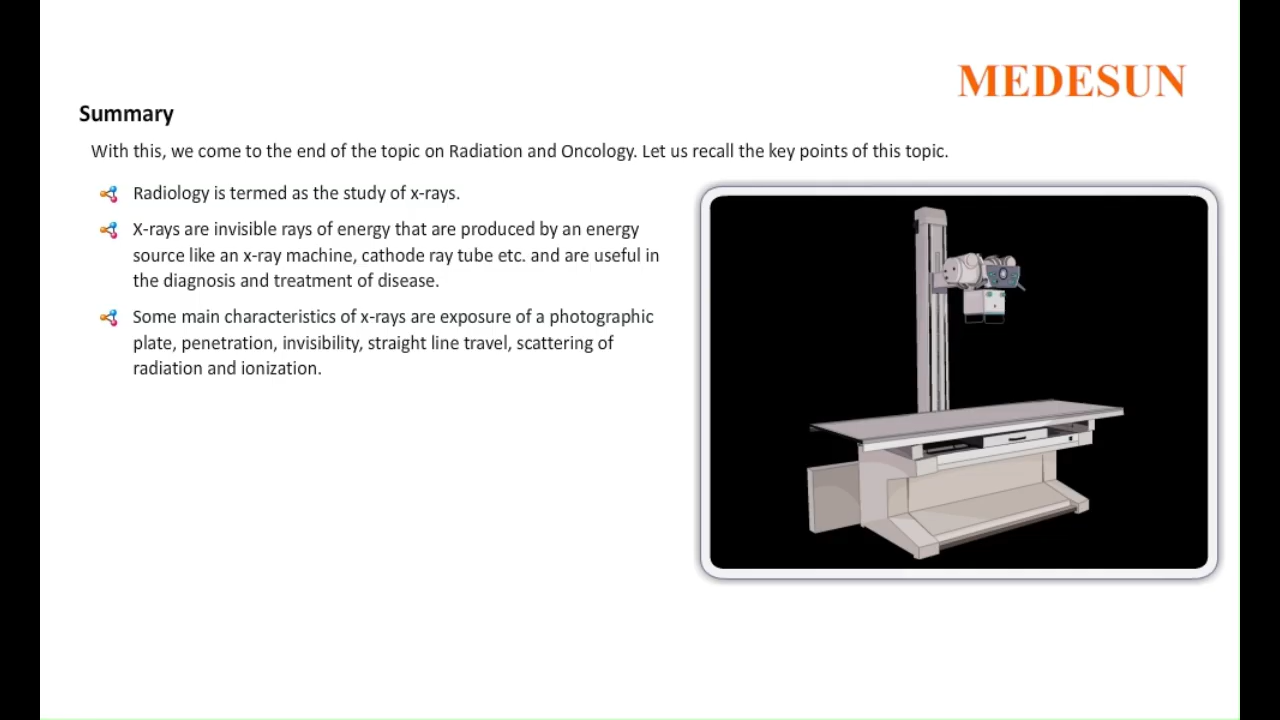 MEDESUN
Summary
With this, we come to the end of the topic on Radiation and Oncology. Let us recall the key points of this topic.
Radiology is termed as the study of x-rays.
X-rays are invisible rays of energy that are produced by an energy
source like an x-ray machine, cathode ray tube etc. and are useful in
the diagnosis and treatment of disease.
Some main characteristics of x-rays are exposure of a photographic
plate, penetration, invisibility, straight line travel, scattering of
radiation and ionization.